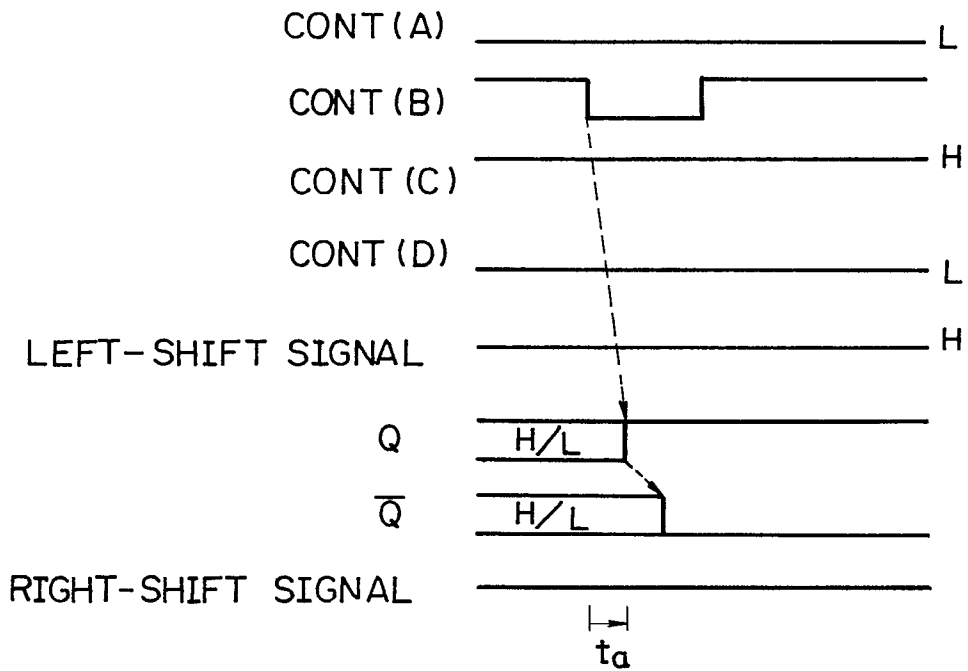 CONT(A) L
CONT(B)
CONT(C) H
CONT(D) L
LEFT-SHIFT SIGNAL H
Q H/L
Q̅ H/L
RIGHT-SHIFT SIGNAL
ta